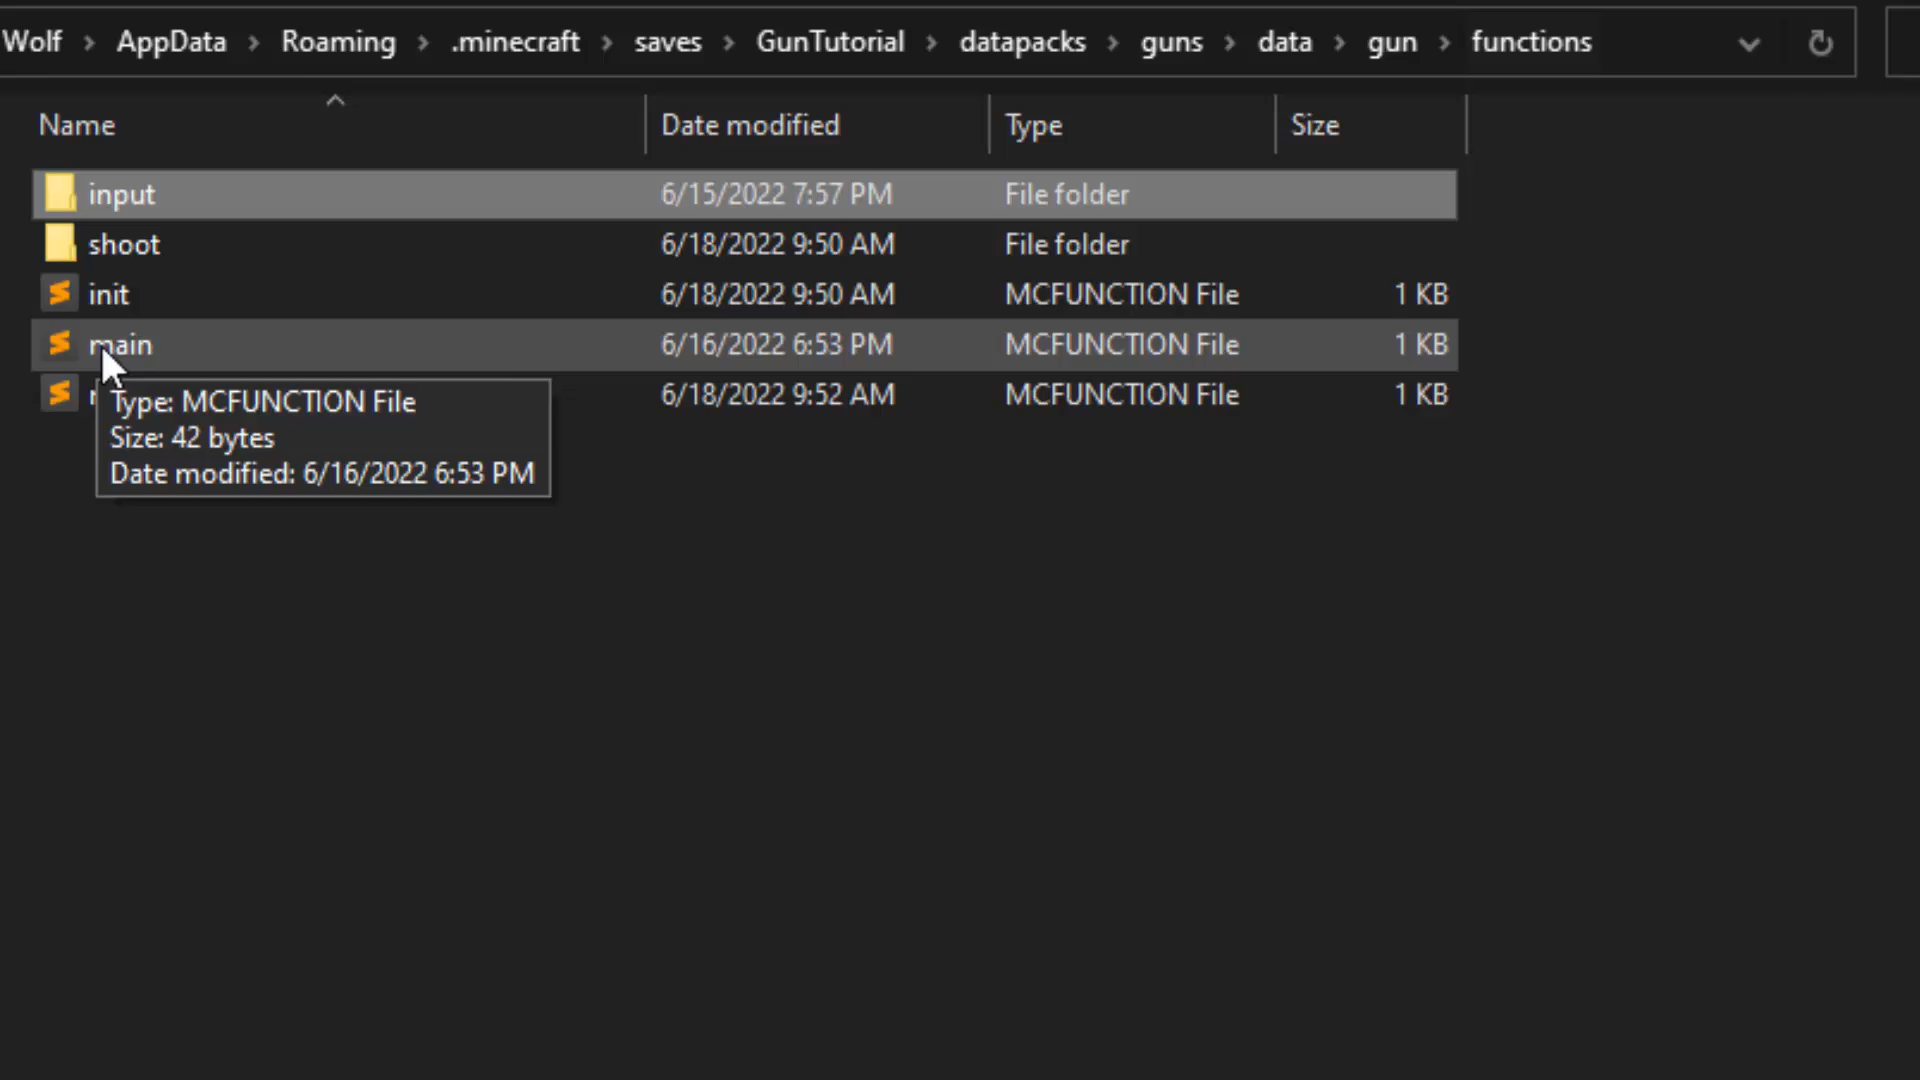 Wolf > AppData > Roaming > .minecraft > saves > GunTutorial > datapacks > guns > data > gun > functions
Name Date modified Type Size
input 6/15/2022 7:57 PM File folder
shoot 6/18/2022 9:50 AM File folder
init 6/18/2022 9:50 AM MCFUNCTION File 1 KB
main 6/16/2022 6:53 PM MCFUNCTION File 1 KB
6/18/2022 9:52 AM MCFUNCTION File 1 KB
Type: MCFUNCTION File
Size: 42 bytes
Date modified: 6/16/2022 6:53 PM